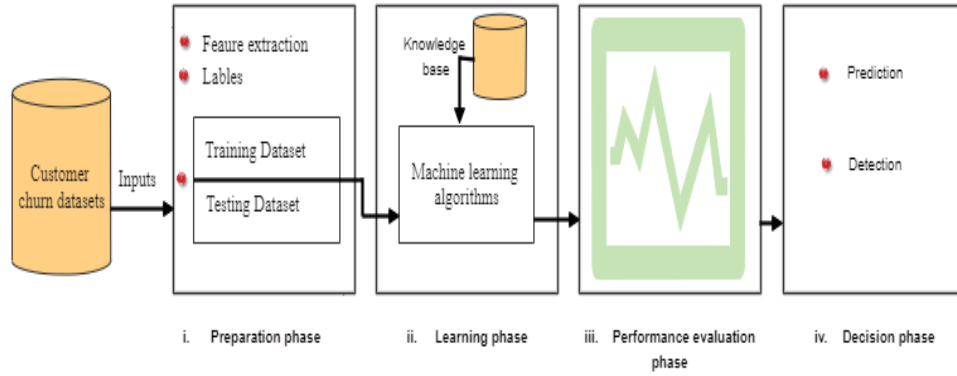 Customer
churn datasets
Inputs
Feaure extraction
Lables
Training Dataset
Testing Dataset
Knowledge
base
Machine learning
algorithms
Prediction
Detection
i. Preparation phase
ii. Learning phase
iii. Performance evaluation
phase
iv. Decision phase